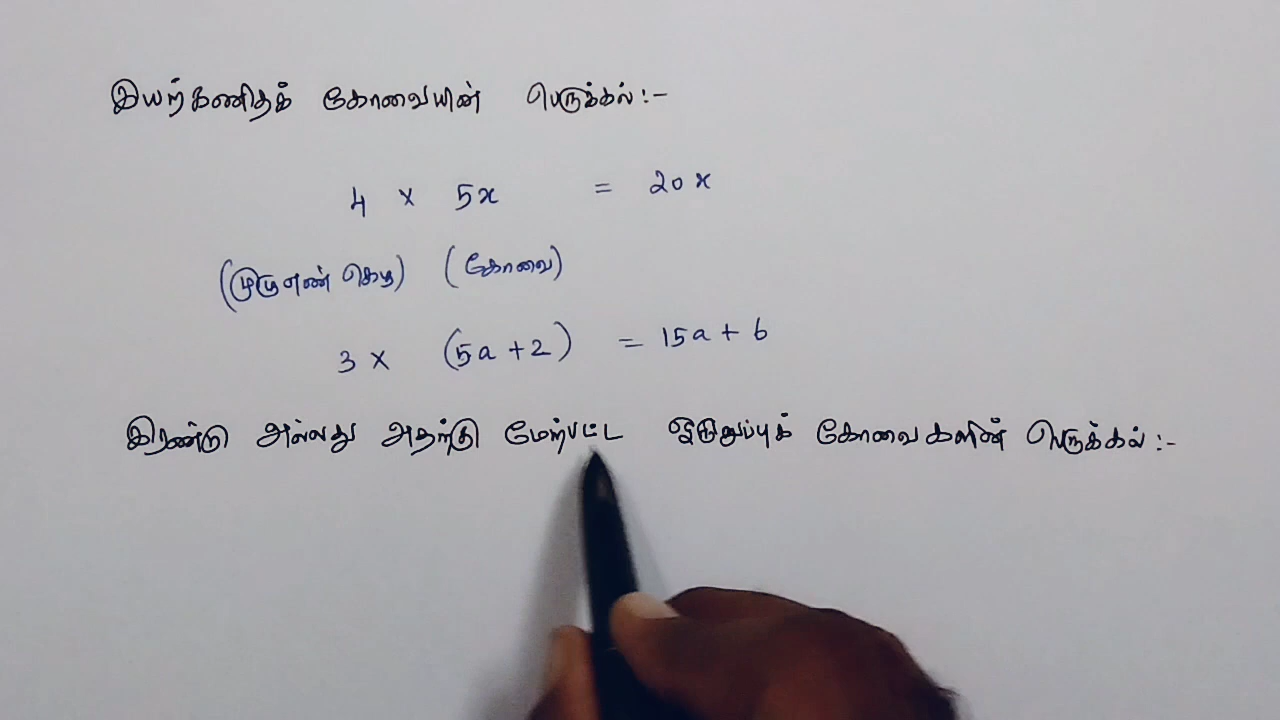 இயற்கணிதக் கோவையின் பெருக்கல் :-
4 × 5x = 20x
(முழு எண் கெழு) (கோவை)
3 × (5a + 2) = 15a + 6
இரண்டு அல்லது அதற்கு மேற்பட்ட ஓருறுப்புக் கோவைகளின் பெருக்கல் :-